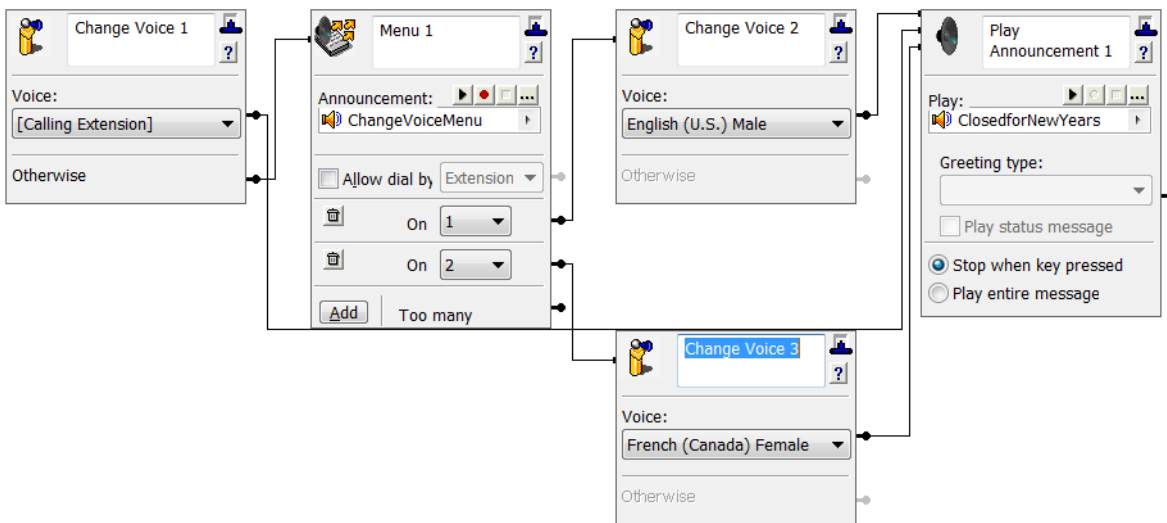 Change Voice 1
?
Voice:
[Calling Extension]
Otherwise
Menu 1
?
Announcement:
...
ChangeVoiceMenu
Allow dial by Extension
On 1
On 2
Add Too many
Change Voice 2
?
Voice:
English (U.S.) Male
Otherwise
Change Voice 3
?
Voice:
French (Canada) Female
Otherwise
Play
Announcement 1
?
Play:
...
ClosedforNewYears
Greeting type:
Play status message
Stop when key pressed
Play entire message